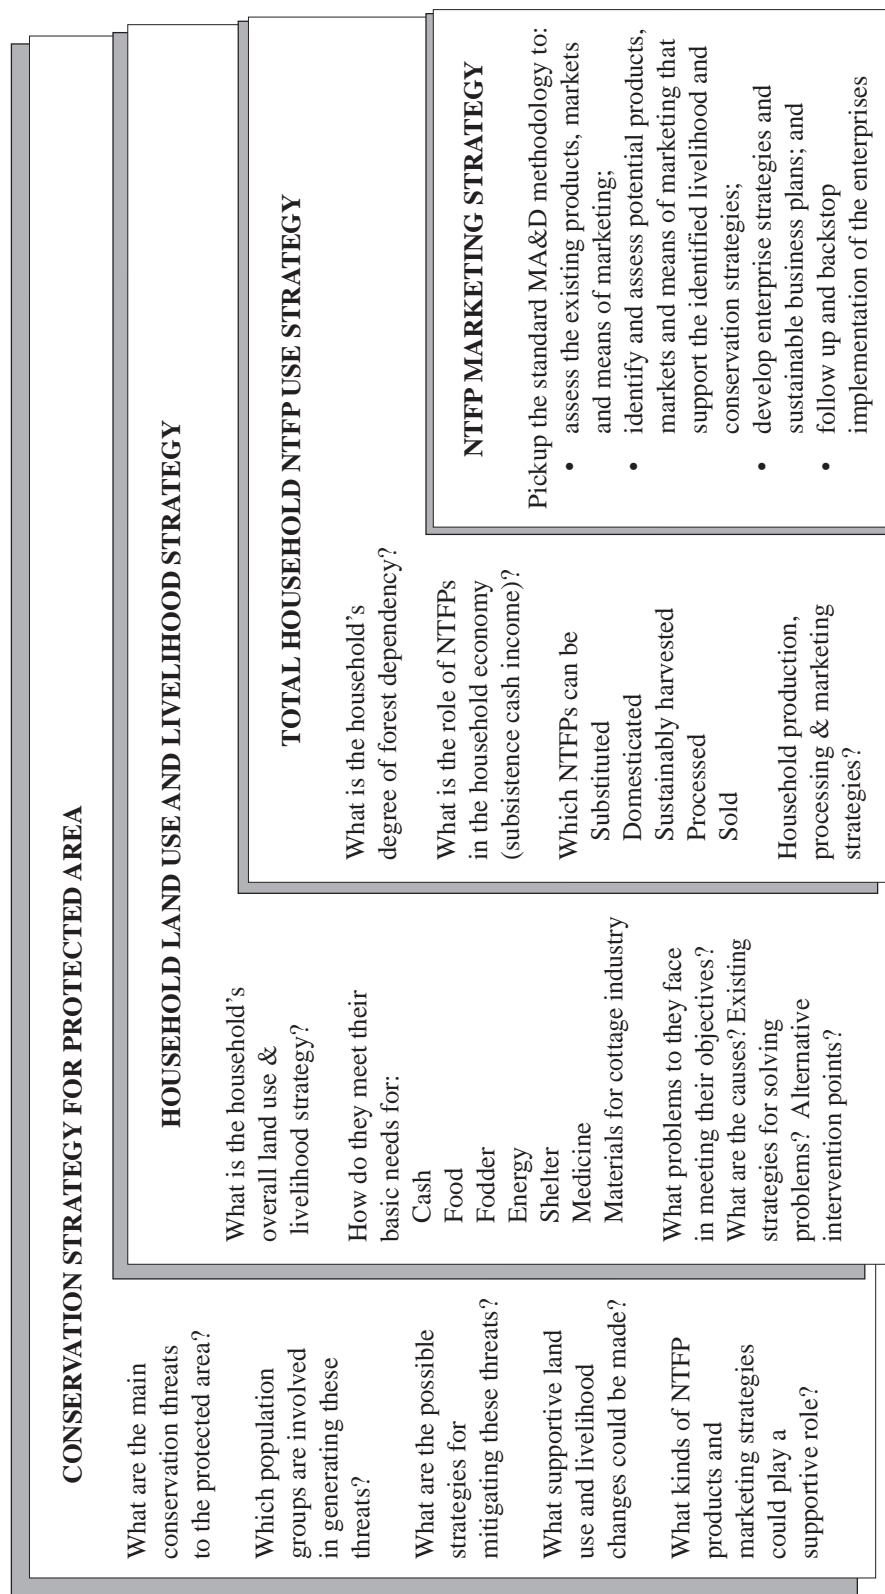 CONSERVATION STRATEGY FOR PROTECTED AREA
What are the main
conservation threats
to the protected area?
Which population
groups are involved
in generating these
threats?
What are the possible
strategies for
mitigating these threats?
What supportive land
use and livelihood
changes could be made?
What kinds of NTFP
products and
marketing strategies
could play a
supportive role?
HOUSEHOLD LAND USE AND LIVELIHOOD STRATEGY
What is the household's
overall land use &
livelihood strategy?
How do they meet their
basic needs for:
Cash
Food
Fodder
Energy
Shelter
Medicine
Materials for cottage industry
What problems to they face
in meeting their objectives?
What are the causes? Existing
strategies for solving
problems? Alternative
intervention points?
TOTAL HOUSEHOLD NTFP USE STRATEGY
What is the household's
degree of forest dependency?
What is the role of NTFPs
in the household economy
(subsistence cash income)?
Which NTFPs can be
Substituted
Domesticated
Sustainably harvested
Processed
Sold
Household production,
processing & marketing
strategies?
NTFP MARKETING STRATEGY
Pickup the standard MA&D methodology to:
• assess the existing products, markets
and means of marketing;
• identify and assess potential products,
markets and means of marketing that
support the identified livelihood and
conservation strategies;
• develop enterprise strategies and
sustainable business plans; and
• follow up and backstop
implementation of the enterprises